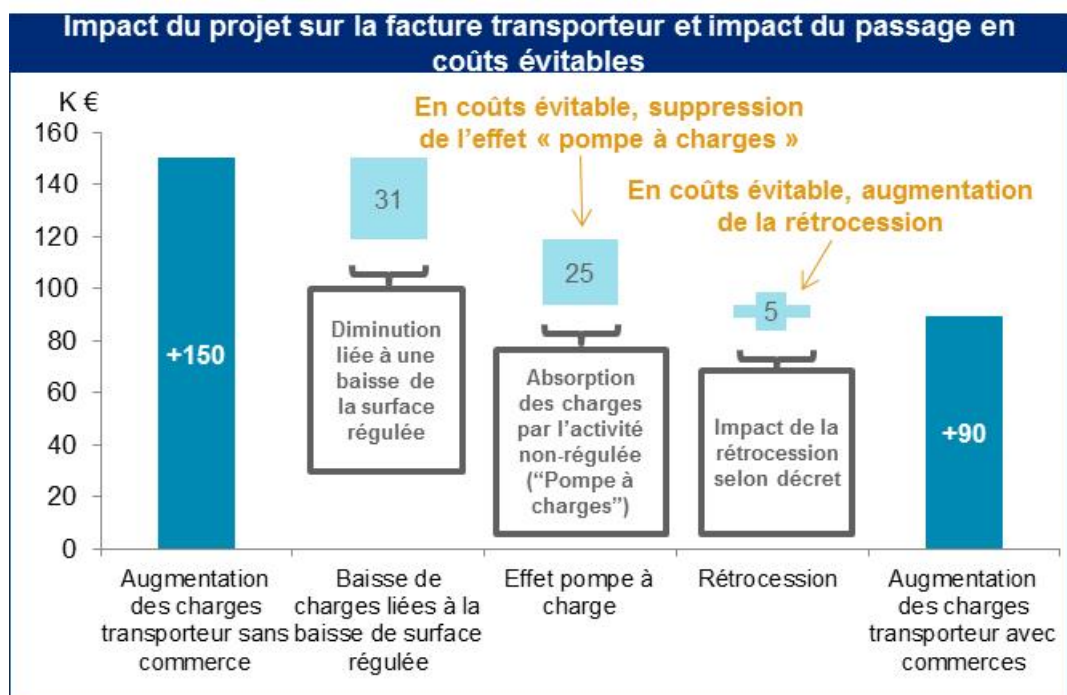 Impact du projet sur la facture transporteur et impact du passage en
coûts évitables
K €
En coûts évitable, suppression
de l'effet « pompe à charges »
En coûts évitable, augmentation
de la rétrocession
160
140
120
100
80
60
40
20
0
+150
31
Diminution
liée à une
baisse de
la surface
régulée
25
Absorption
des charges
par l'activité
non-régulée
("Pompe à
charges")
5
Impact de la
rétrocession
selon décret
+90
Augmentation
des charges
transporteur sans
commerce
Baisse de
charges liées à la
baisse de surface
régulée
Effet pompe à
charge
Rétrocession
Augmentation
des charges
transporteur avec
commerces